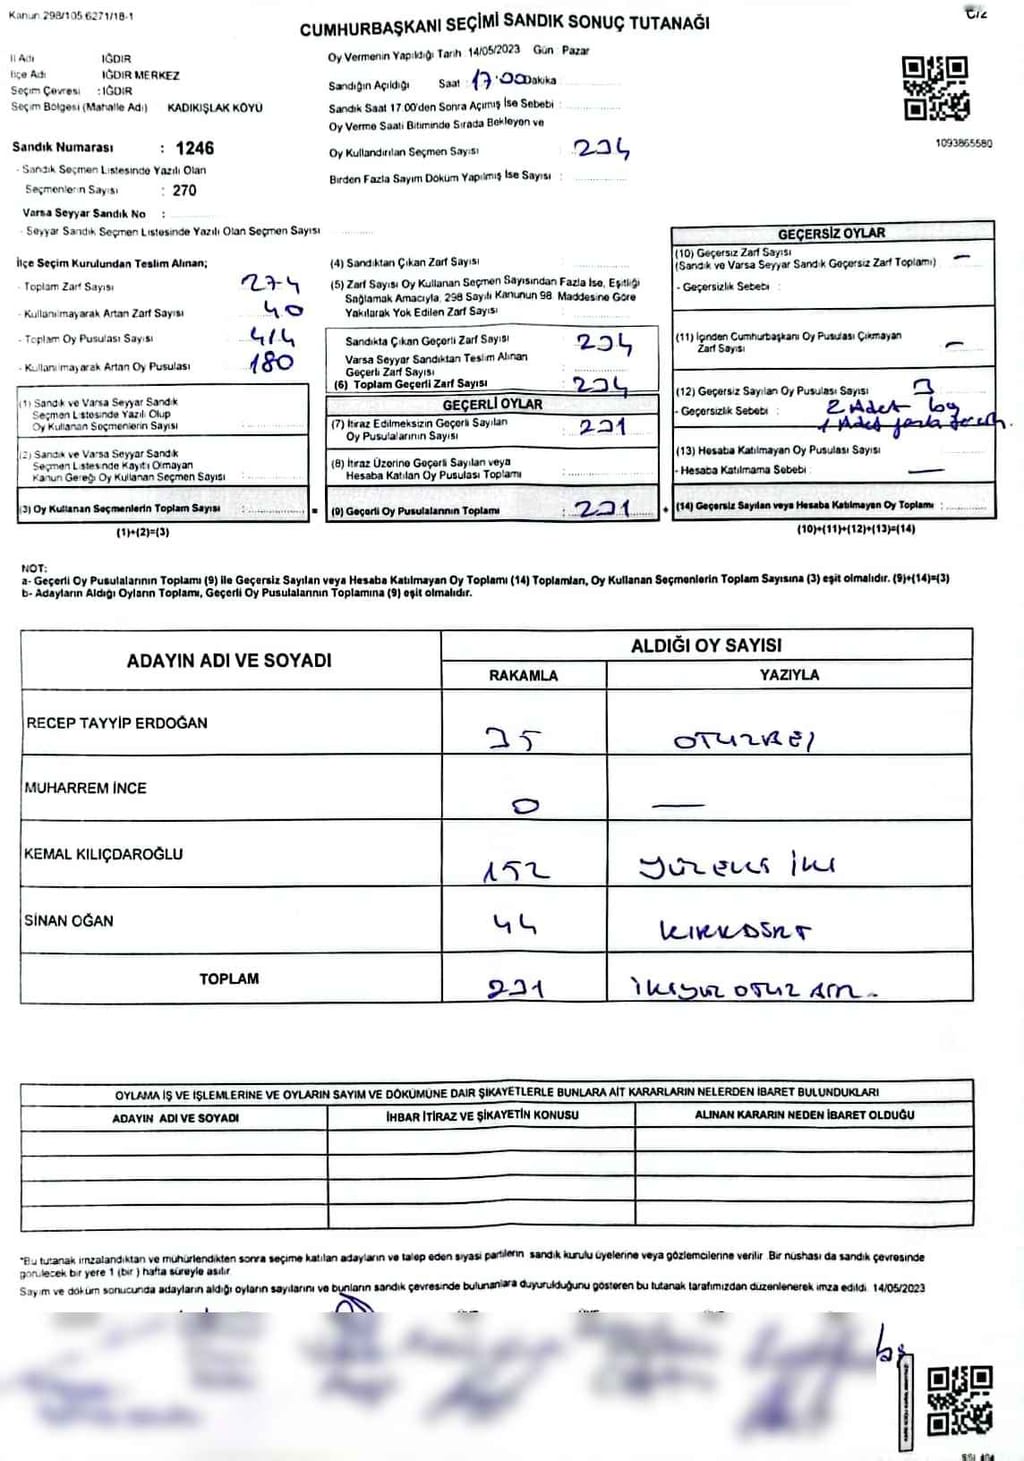 Kanun 298/105 6271/18-1
CUMHURBAŞKANI SEÇİMİ SANDIK SONUÇ TUTANAĞI
İl Adı IĞDIR
İlçe Adı IĞDIR MERKEZ
Seçim Çevresi : IĞDIR
Seçim Bölgesi (Mahalle Adı) KADIKIŞLAK KÖYÜ
Sandık Numarası : 1246
- Sandık Seçmen Listesinde Yazılı Olan
Seçmenlerin Sayısı : 270
Varsa Seyyar Sandık No :
- Seyyar Sandık Seçmen Listesinde Yazılı Olan Seçmen Sayısı
Oy Vermenin Yapıldığı Tarih 14/05/2023 Gün Pazar
Sandığın Açıldığı Saat : 17:00 Dakika
Sandık Saat 17.00'den Sonra Açımış İse Sebebi :
Oy Verme Saati Bitiminde Sırada Bekleyen ve
Oy Kullandırılan Seçmen Sayısı : 234
Birden Fazla Sayım Döküm Yapılmış İse Sayısı :
1093865580
İlçe Seçim Kurulundan Teslim Alınan;
- Toplam Zarf Sayısı 274
- Kullanılmayarak Artan Zarf Sayısı 40
- Toplam Oy Pusulası Sayısı 414
- Kullanılmayarak Artan Oy Pusulası 180
(1) Sandık ve Varsa Seyyar Sandık
Seçmen Listesinde Yazılı Olup
Oy Kullanan Seçmenlerin Sayısı
(2) Sandık ve Varsa Seyyar Sandık
Seçmen Listesinde Kayıtı Olmayan
Kanun Gereği Oy Kullanan Seçmen Sayısı
(3) Oy Kullanan Seçmenlerin Toplam Sayısı :
(1)+(2)=(3)
(4) Sandıktan Çıkan Zarf Sayısı :
(5) Zarf Sayısı Oy Kullanan Seçmen Sayısından Fazla İse, Eşitliği
Sağlamak Amacıyla, 298 Sayılı Kanunun 98. Maddesine Göre
Yakılarak Yok Edilen Zarf Sayısı :
Sandıkta Çıkan Geçerli Zarf Sayısı : 234
Varsa Seyyar Sandıktan Teslim Alınan
Geçerli Zarf Sayısı :
(6) Toplam Geçerli Zarf Sayısı : 234
GEÇERLİ OYLAR
(7) İtiraz Edilmeksizin Geçerli Sayılan
Oy Pusulalarının Sayısı : 231
(8) İtiraz Üzerine Geçerli Sayılan veya
Hesaba Katılan Oy Pusulası Toplamı :
(9) Geçerli Oy Pusulalarının Toplamı : 231
GEÇERSİZ OYLAR
(10) Geçersiz Zarf Sayısı :
(Sandık ve Varsa Seyyar Sandık Geçersiz Zarf Toplamı) —
- Geçersizlik Sebebi :
(11) İçinden Cumhurbaşkanı Oy Pusulası Çıkmayan
Zarf Sayısı : —
(12) Geçersiz Sayılan Oy Pusulası Sayısı : 3
- Geçersizlik Sebebi : 2 Adet boş
1 Adet fazla tercih.
(13) Hesaba Katılmayan Oy Pusulası Sayısı :
- Hesaba Katılmama Sebebi : —
(14) Geçersiz Sayılan veya Hesaba Katılmayan Oy Toplamı :
(10)+(11)+(12)+(13)=(14)
NOT:
a- Geçerli Oy Pusulalarının Toplamı (9) ile Geçersiz Sayılan veya Hesaba Katılmayan Oy Toplamı (14) Toplamları, Oy Kullanan Seçmenlerin Toplam Sayısına (3) eşit olmalıdır. (9)+(14)=(3)
b- Adayların Aldığı Oyların Toplamı, Geçerli Oy Pusulalarının Toplamına (9) eşit olmalıdır.
ADAYIN ADI VE SOYADI ALDIĞI OY SAYISI
RAKAMLA YAZIYLA
RECEP TAYYİP ERDOĞAN 35 OTUZBEŞ
MUHARREM İNCE 0 —
KEMAL KILIÇDAROĞLU 152 YÜZELLİ İKİ
SİNAN OĞAN 44 KIRKDÖRT
TOPLAM 231 İKİYÜZ OTUZ
OYLAMA İŞ VE İŞLEMLERİNE VE OYLARIN SAYIM VE DÖKÜMÜNE DAİR ŞİKAYETLERLE BUNLARA AİT KARARLARIN NELERDEN İBARET BULUNDUKLARI
ADAYIN ADI VE SOYADI İHBAR İTİRAZ VE ŞİKAYETİN KONUSU ALINAN KARARIN NEDEN İBARET OLDUĞU
*Bu tutanak imzalandıktan ve mühürlendikten sonra seçime katılan adayların ve talep eden siyasi partilerin sandık kurulu üyelerine veya gözlemcilerine verilir. Bir nüshası da sandık çevresinde
görülecek bir yere 1 (bir) hafta süreyle asılır.
Sayım ve döküm sonucunda adayların aldığı oyların sayılarını ve bunların sandık çevresinde bulunanlara duyurulduğunu gösteren bu tutanak tarafımızdan düzenlenerek imza edildi. 14/05/2023